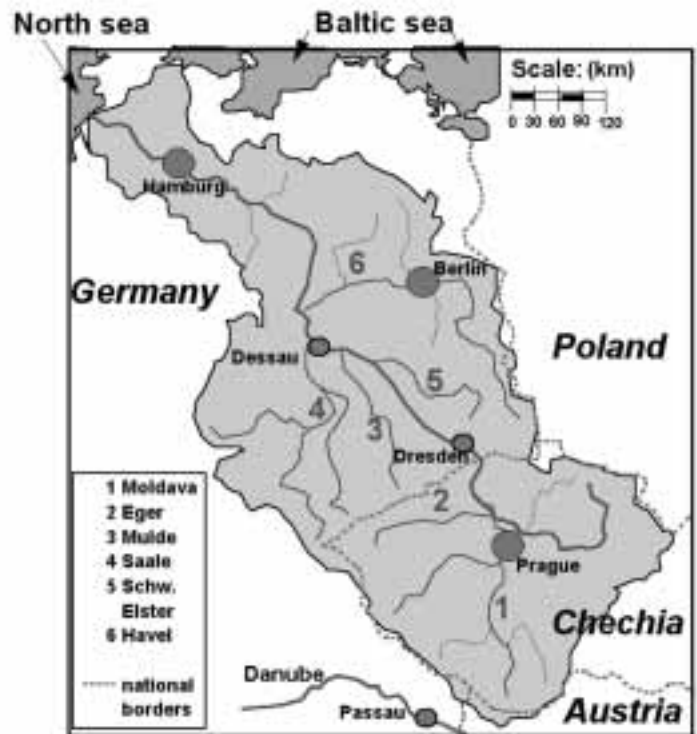 North sea
Baltic sea
Scale: (km)
0 30 60 90 120
Hamburg
6
Berlin
Germany
Poland
Dessau
5
4
3
Dresden
1 Moldava
2 Eger
3 Mulde
4 Saale
5 Schw.
Elster
6 Havel
national
borders
2
Prague
1
Chechia
Danube
Passau
Austria